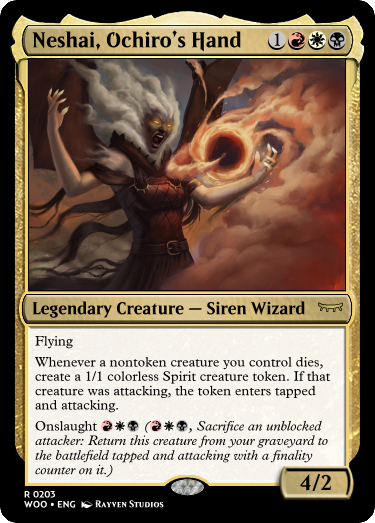 Neshai, Ochiro's Hand 1
Legendary Creature — Siren Wizard
Flying
Whenever a nontoken creature you control dies,
create a 1/1 colorless Spirit creature token. If that
creature was attacking, the token enters tapped
and attacking.
Onslaught (, Sacrifice an unblocked
attacker: Return this creature from your graveyard to
the battlefield tapped and attacking with a finality
counter on it.)
4/2
R 0203
WOO • ENG Rayven Studios